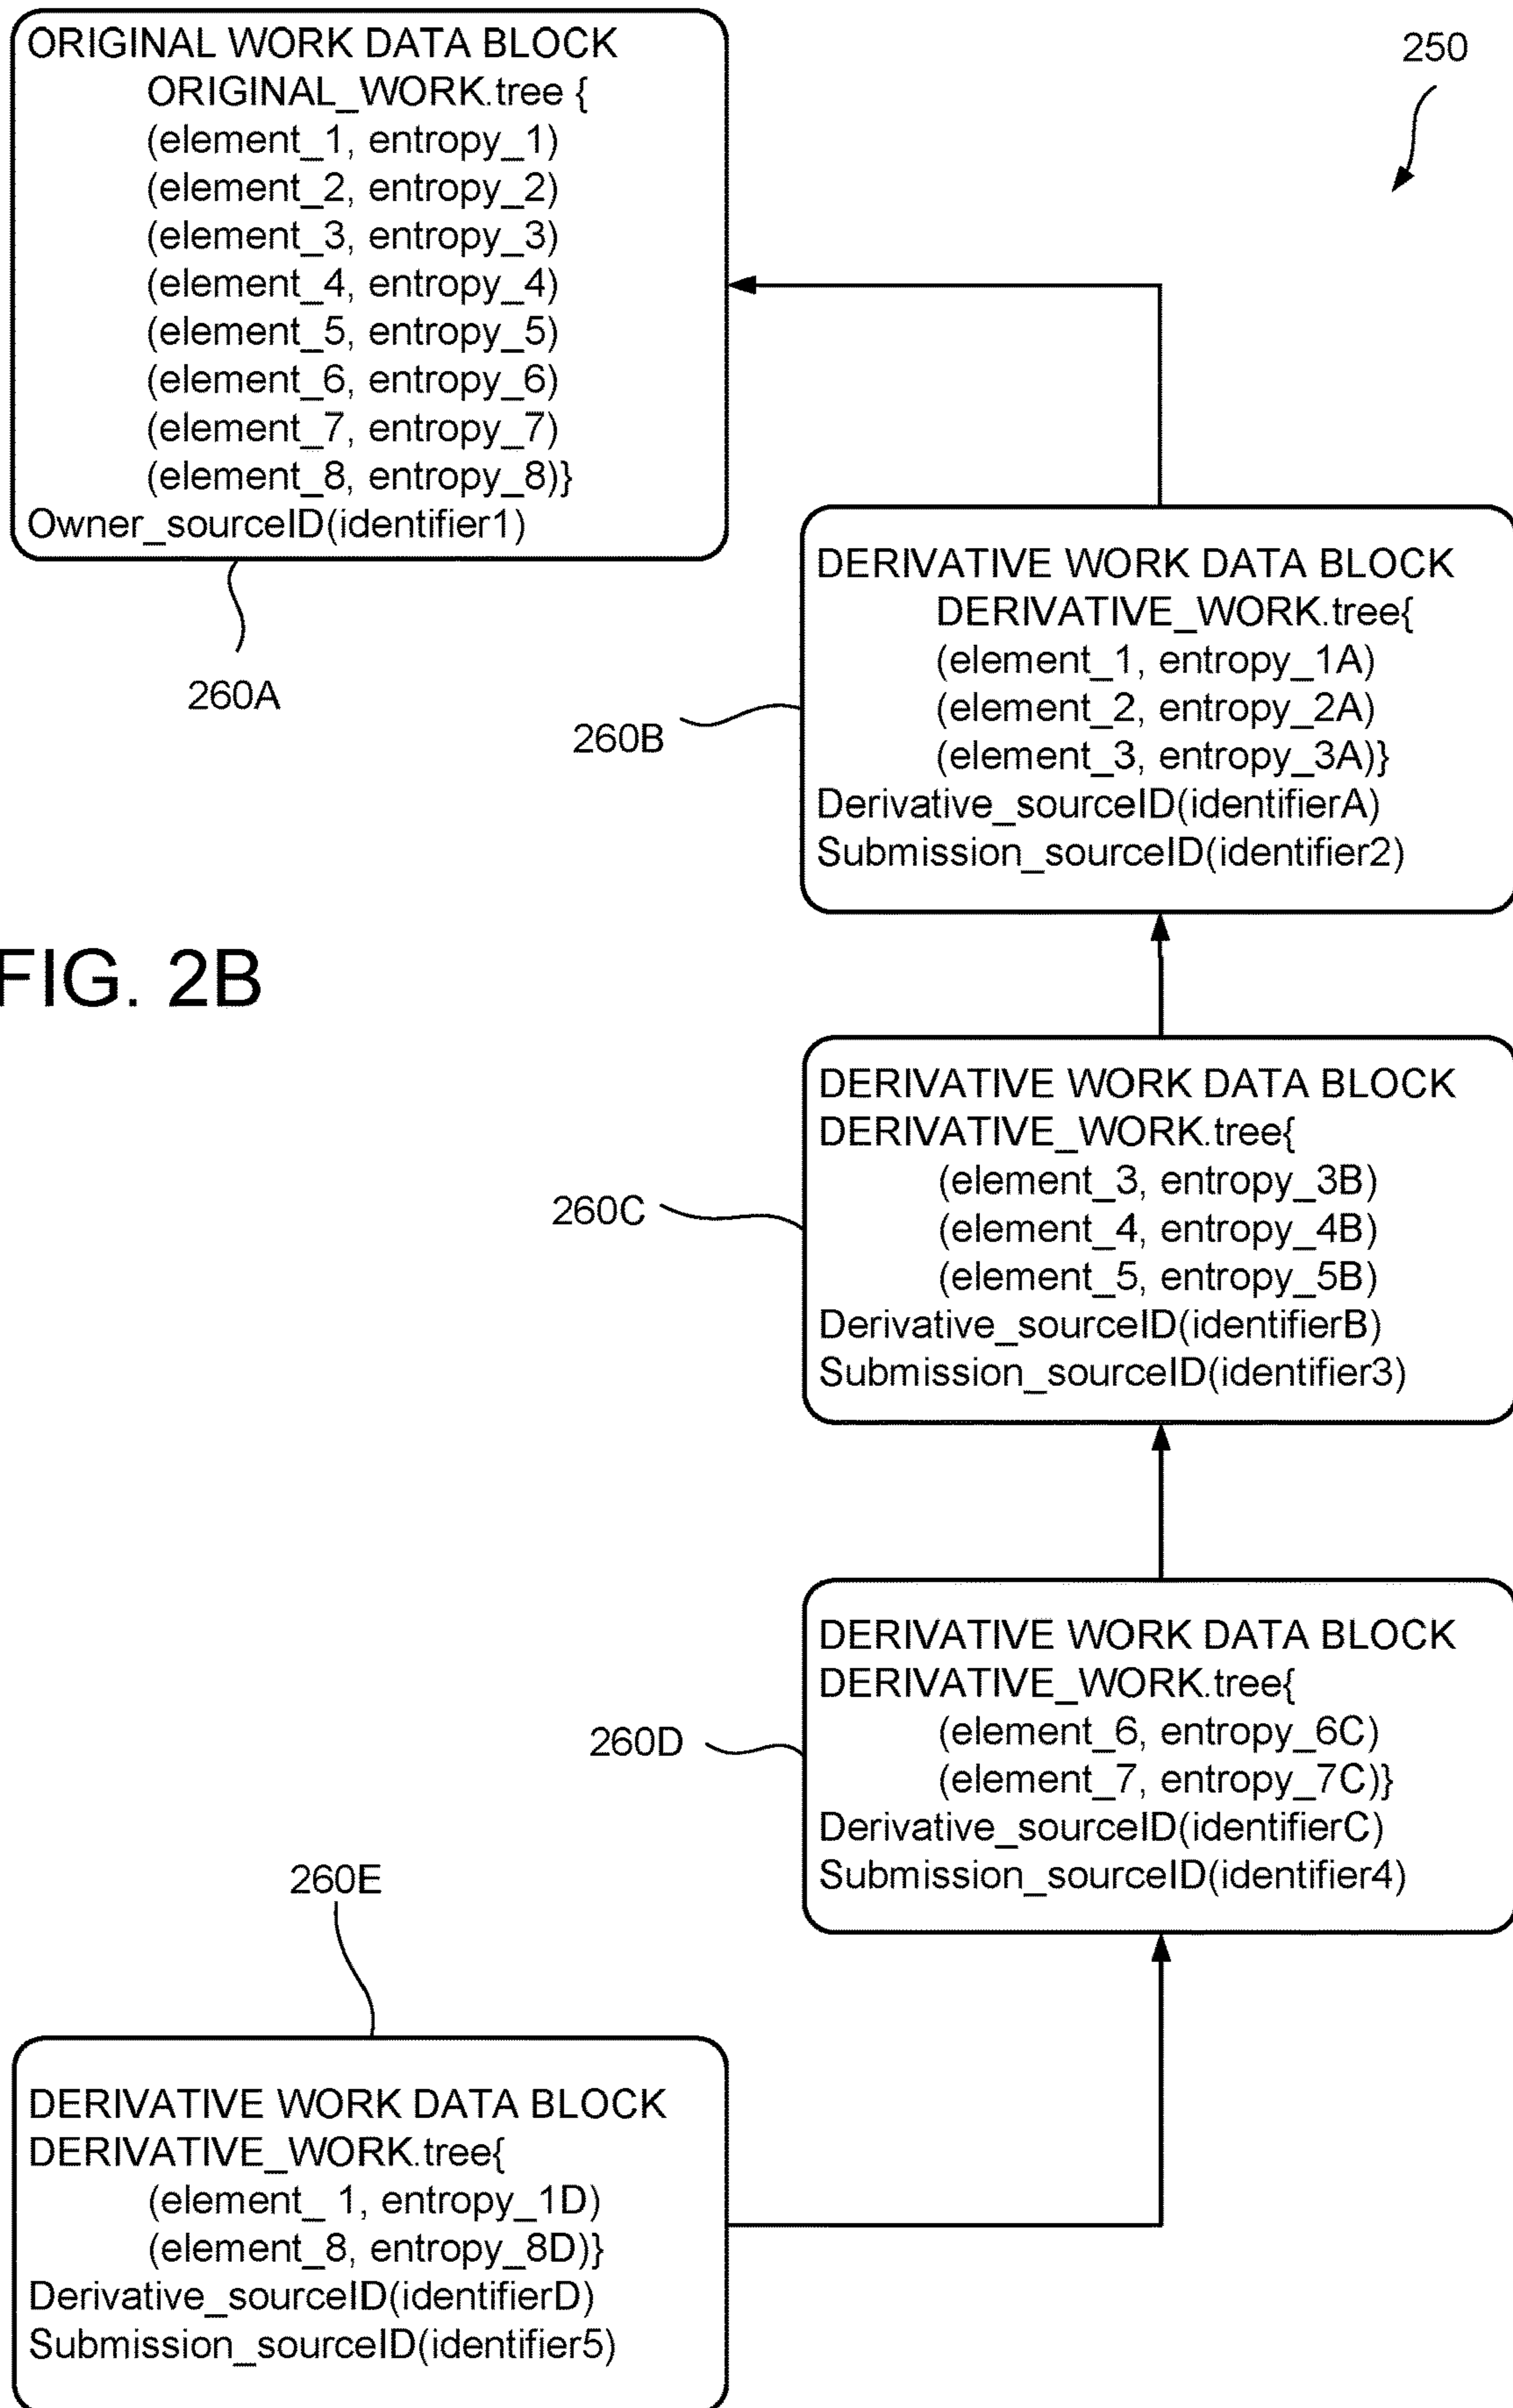 ORIGINAL WORK DATA BLOCK
ORIGINAL_WORK.tree {
(element_1, entropy_1)
(element_2, entropy_2)
(element_3, entropy_3)
(element_4, entropy_4)
(element_5, entropy_5)
(element_6, entropy_6)
(element_7, entropy_7)
(element_8, entropy_8)}
Owner_sourceID(identifier1)
260A
250
DERIVATIVE WORK DATA BLOCK
DERIVATIVE_WORK.tree{
(element_1, entropy_1A)
(element_2, entropy_2A)
(element_3, entropy_3A)}
Derivative_sourceID(identifierA)
Submission_sourceID(identifier2)
260B
FIG. 2B
DERIVATIVE WORK DATA BLOCK
DERIVATIVE_WORK.tree{
(element_3, entropy_3B)
(element_4, entropy_4B)
(element_5, entropy_5B)
Derivative_sourceID(identifierB)
Submission_sourceID(identifier3)
260C
DERIVATIVE WORK DATA BLOCK
DERIVATIVE_WORK.tree{
(element_6, entropy_6C)
(element_7, entropy_7C)}
Derivative_sourceID(identifierC)
Submission_sourceID(identifier4)
260D
260E
DERIVATIVE WORK DATA BLOCK
DERIVATIVE_WORK.tree{
(element_ 1, entropy_1D)
(element_8, entropy_8D)}
Derivative_sourceID(identifierD)
Submission_sourceID(identifier5)